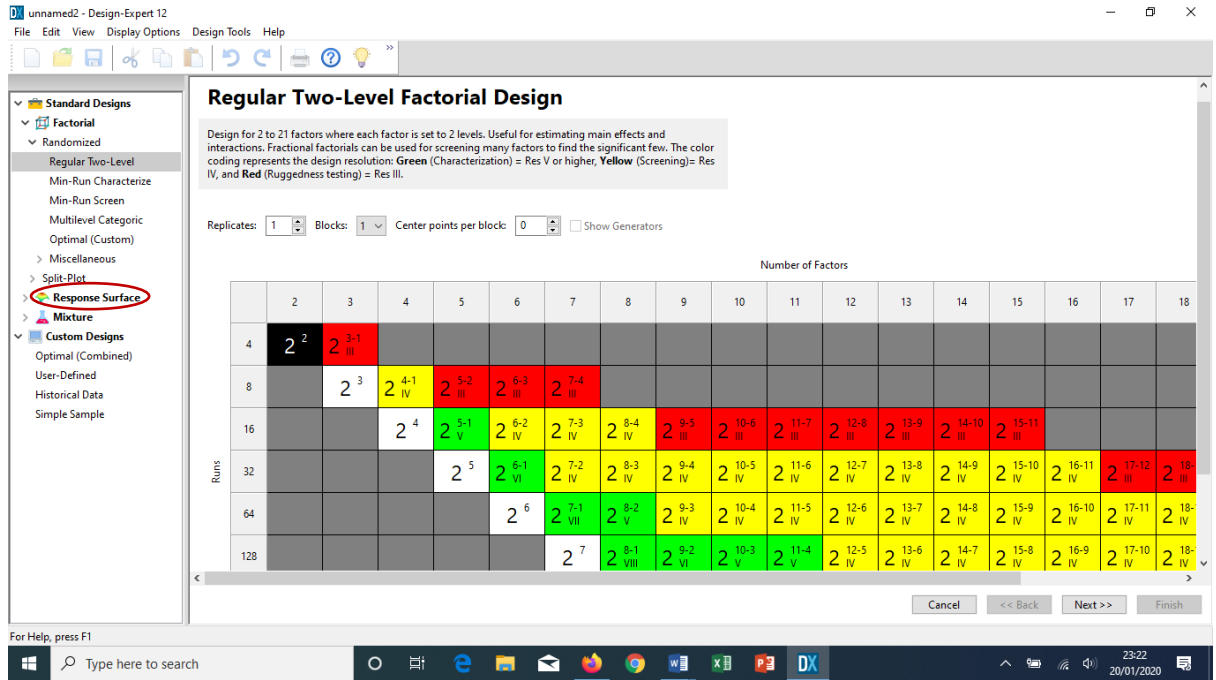 unnamed2 - Design-Expert 12
File Edit View Display Options Design Tools Help
»
Standard Designs
Factorial
Randomized
Regular Two-Level
Min-Run Characterize
Min-Run Screen
Multilevel Categoric
Optimal (Custom)
Miscellaneous
Split-Plot
Response Surface
Mixture
Custom Designs
Optimal (Combined)
User-Defined
Historical Data
Simple Sample
Regular Two-Level Factorial Design
Design for 2 to 21 factors where each factor is set to 2 levels. Useful for estimating main effects and
interactions. Fractional factorials can be used for screening many factors to find the significant few. The color
coding represents the design resolution: Green (Characterization) = Res V or higher, Yellow (Screening)= Res
IV, and Red (Ruggedness testing) = Res III.
Replicates: 1 Blocks: 1 Center points per block: 0 Show Generators
Number of Factors
2 3 4 5 6 7 8 9 10 11 12 13 14 15 16 17 18
Runs
4 2 2 2 3-1 III
8 2 3 2 4-1 IV 2 5-2 III 2 6-3 III 2 7-4 III
16 2 4 2 5-1 V 2 6-2 IV 2 7-3 IV 2 8-4 IV 2 9-5 III 2 10-6 III 2 11-7 III 2 12-8 III 2 13-9 III 2 14-10 III 2 15-11 III
32 2 5 2 6-1 VI 2 7-2 IV 2 8-3 IV 2 9-4 IV 2 10-5 IV 2 11-6 IV 2 12-7 IV 2 13-8 IV 2 14-9 IV 2 15-10 IV 2 16-11 IV 2 17-12 III 2 18- III
64 2 6 2 7-1 VII 2 8-2 V 2 9-3 IV 2 10-4 IV 2 11-5 IV 2 12-6 IV 2 13-7 IV 2 14-8 IV 2 15-9 IV 2 16-10 IV 2 17-11 IV 2 18- IV
128 2 7 2 8-1 VIII 2 9-2 VI 2 10-3 V 2 11-4 V 2 12-5 IV 2 13-6 IV 2 14-7 IV 2 15-8 IV 2 16-9 IV 2 17-10 IV 2 18- IV
Cancel << Back Next >> Finish
For Help, press F1
Type here to search
23:22
20/01/2020